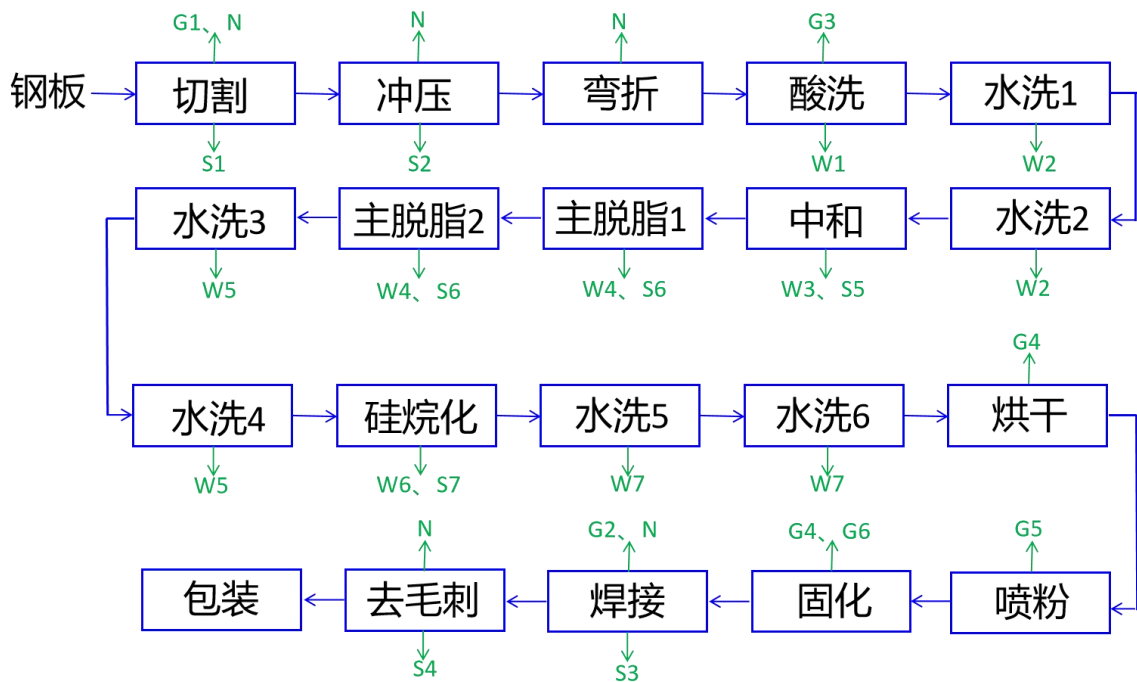 G1、 N
N
N
G3
钢板
切割
冲压
弯折
酸洗
水洗1
S1
S2
W1
W2
水洗3
主脱脂2
主脱脂1
中和
水洗2
W5
W4、 S6
W4、 S6
W3、 S5
W2
G4
水洗4
硅烷化
水洗5
水洗6
烘干
W5
W6、 S7
W7
W7
N
G2、 N
G4、 G6
G5
包装
去毛刺
焊接
固化
喷粉
S4
S3